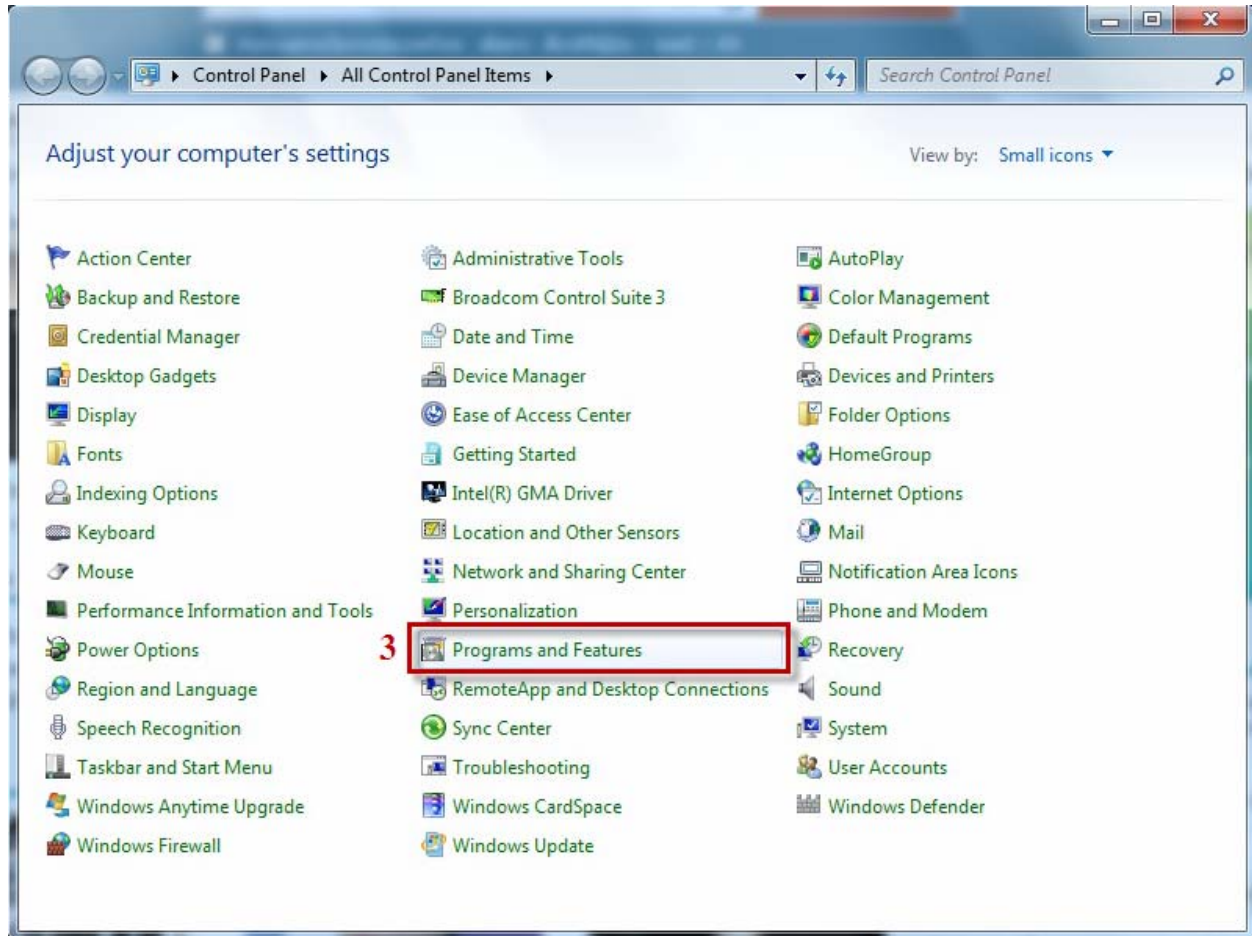 Control Panel ▸ All Control Panel Items ▸ Search Control Panel
Adjust your computer's settings
View by: Small icons
Action Center Administrative Tools AutoPlay
Backup and Restore Broadcom Control Suite 3 Color Management
Credential Manager Date and Time Default Programs
Desktop Gadgets Device Manager Devices and Printers
Display Ease of Access Center Folder Options
Fonts Getting Started HomeGroup
Indexing Options Intel(R) GMA Driver Internet Options
Keyboard Location and Other Sensors Mail
Mouse Network and Sharing Center Notification Area Icons
Performance Information and Tools Personalization Phone and Modem
Power Options 3 Programs and Features Recovery
Region and Language RemoteApp and Desktop Connections Sound
Speech Recognition Sync Center System
Taskbar and Start Menu Troubleshooting User Accounts
Windows Anytime Upgrade Windows CardSpace Windows Defender
Windows Firewall Windows Update